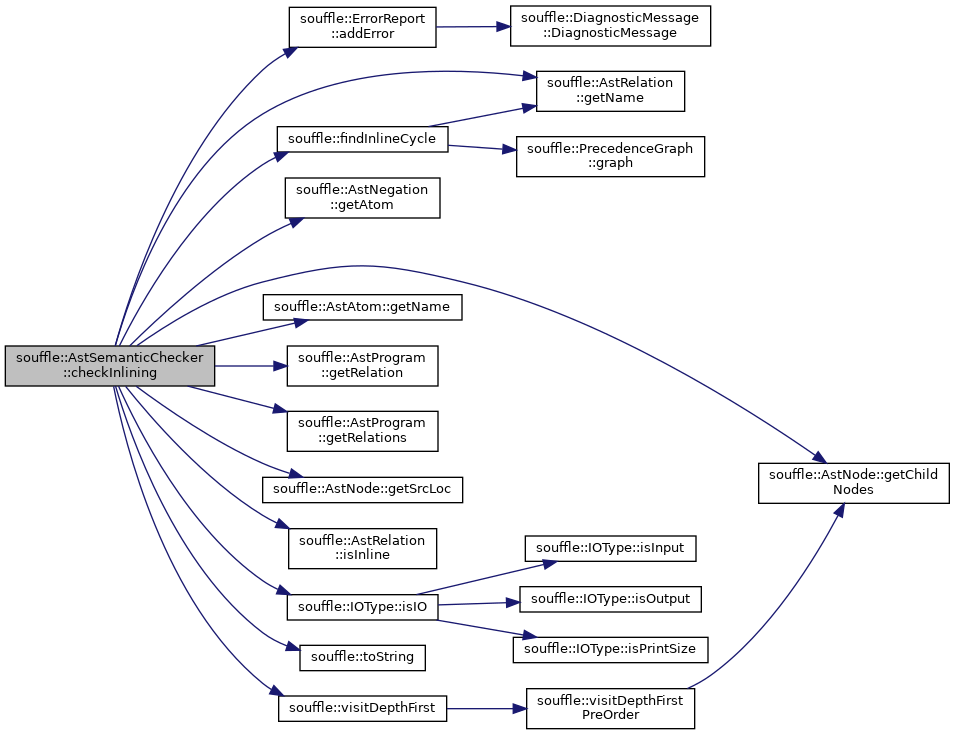 souffle::ErrorReport
::addError
souffle::DiagnosticMessage
::DiagnosticMessage
souffle::AstRelation
::getName
souffle::findInlineCycle
souffle::PrecedenceGraph
::graph
souffle::AstNegation
::getAtom
souffle::AstAtom::getName
souffle::AstSemanticChecker
::checkInlining
souffle::AstProgram
::getRelation
souffle::AstProgram
::getRelations
souffle::AstNode::getChild
Nodes
souffle::AstNode::getSrcLoc
souffle::AstRelation
::isInline
souffle::IOType::isInput
souffle::IOType::isIO
souffle::IOType::isOutput
souffle::IOType::isPrintSize
souffle::toString
souffle::visitDepthFirst
souffle::visitDepthFirst
PreOrder